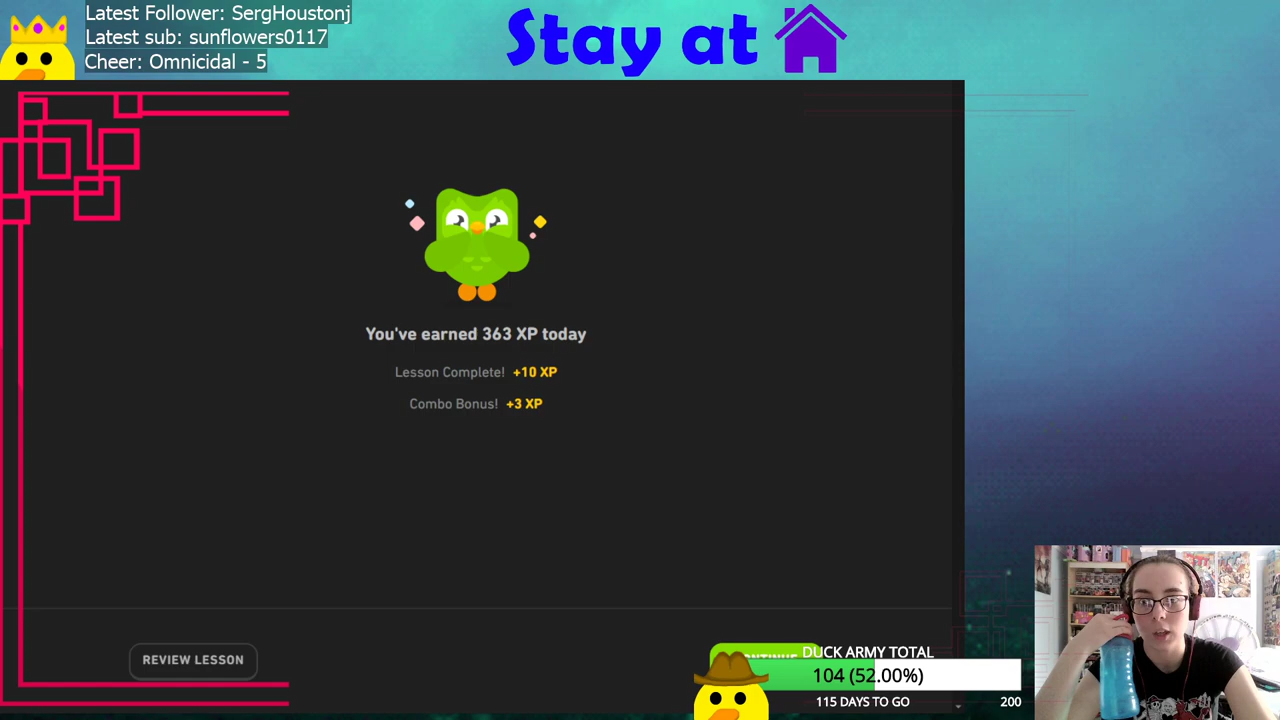 Latest Follower: SergHoustonj
Latest sub: sunflowers0117
Cheer: Omnicidal - 5
Stay at
You've earned 363 XP today
Lesson Complete! +10 XP
Combo Bonus! +3 XP
REVIEW LESSON
CONTINUE
DUCK ARMY TOTAL
104 (52.00%)
115 DAYS TO GO
200